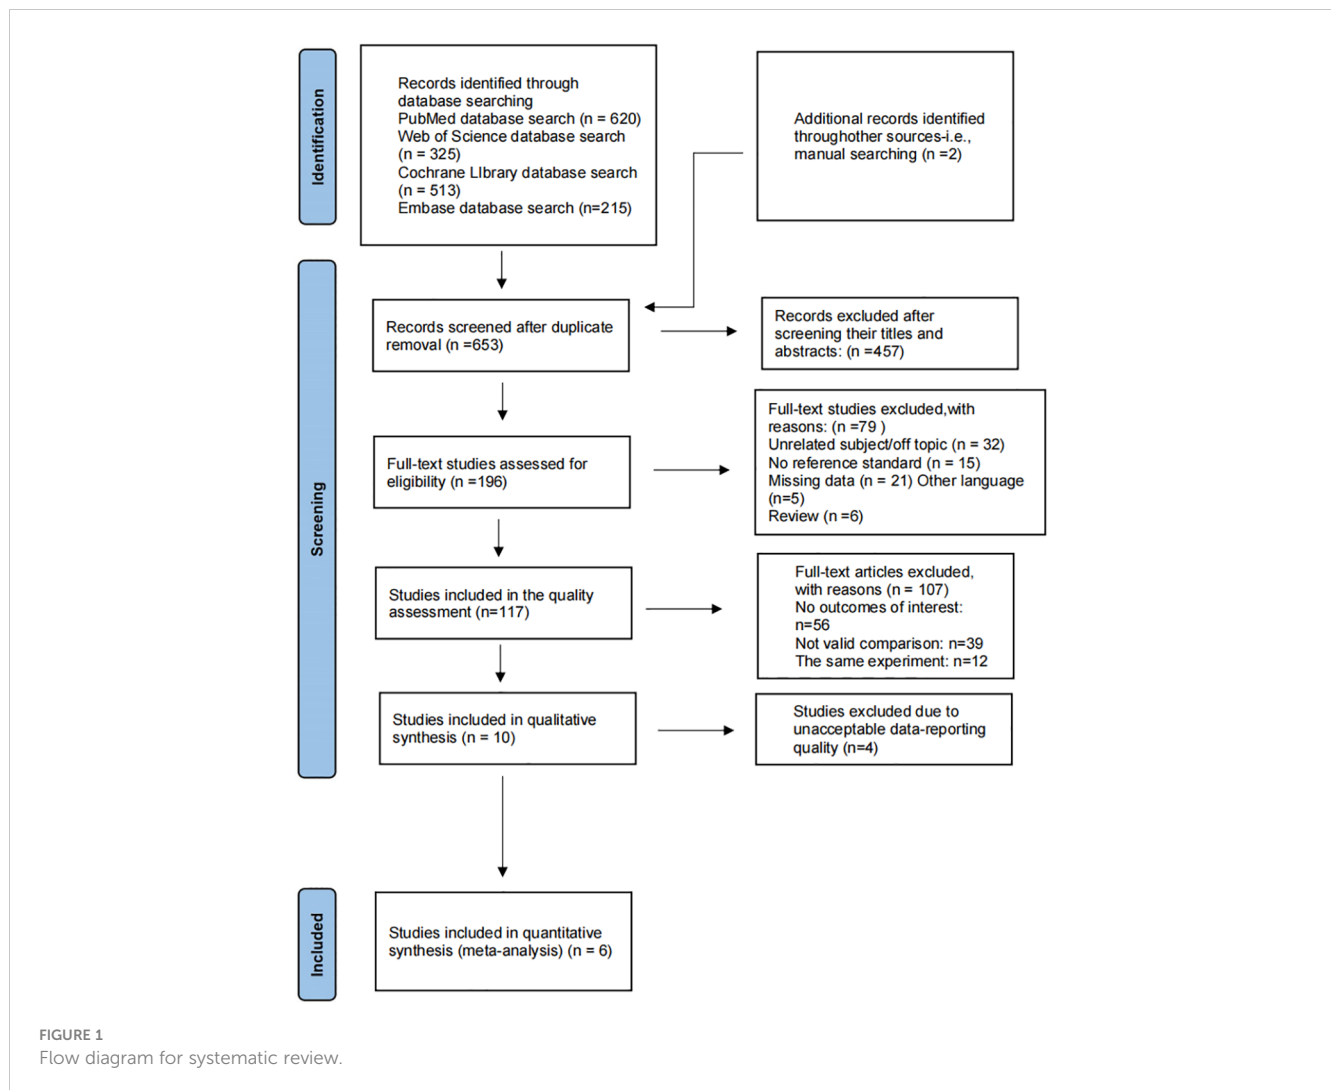 Identification
Records identified through
database searching
PubMed database search (n = 620)
Web of Science database search
(n = 325)
Cochrane LIbrary database search
(n = 513)
Embase database search (n=215)
Additional records identified
throughother sources-i.e.,
manual searching (n =2)
Screening
Records screened after duplicate
removal (n =653)
Records excluded after
screening their titles and
abstracts: (n =457)
Full-text studies assessed for
eligibility (n =196)
Full-text studies excluded,with
reasons: (n =79 )
Unrelated subject/off topic (n = 32)
No reference standard (n = 15)
Missing data (n = 21) Other language
(n=5)
Review (n =6)
Studies included in the quality
assessment (n=117)
Full-text articles excluded,
with reasons (n = 107)
No outcomes of interest:
n=56
Not valid comparison: n=39
The same experiment: n=12
Studies included in qualitative
synthesis (n = 10)
Studies excluded due to
unacceptable data-reporting
quality (n=4)
Included
Studies included in quantitative
synthesis (meta-analysis) (n = 6)
FIGURE 1
Flow diagram for systematic review.